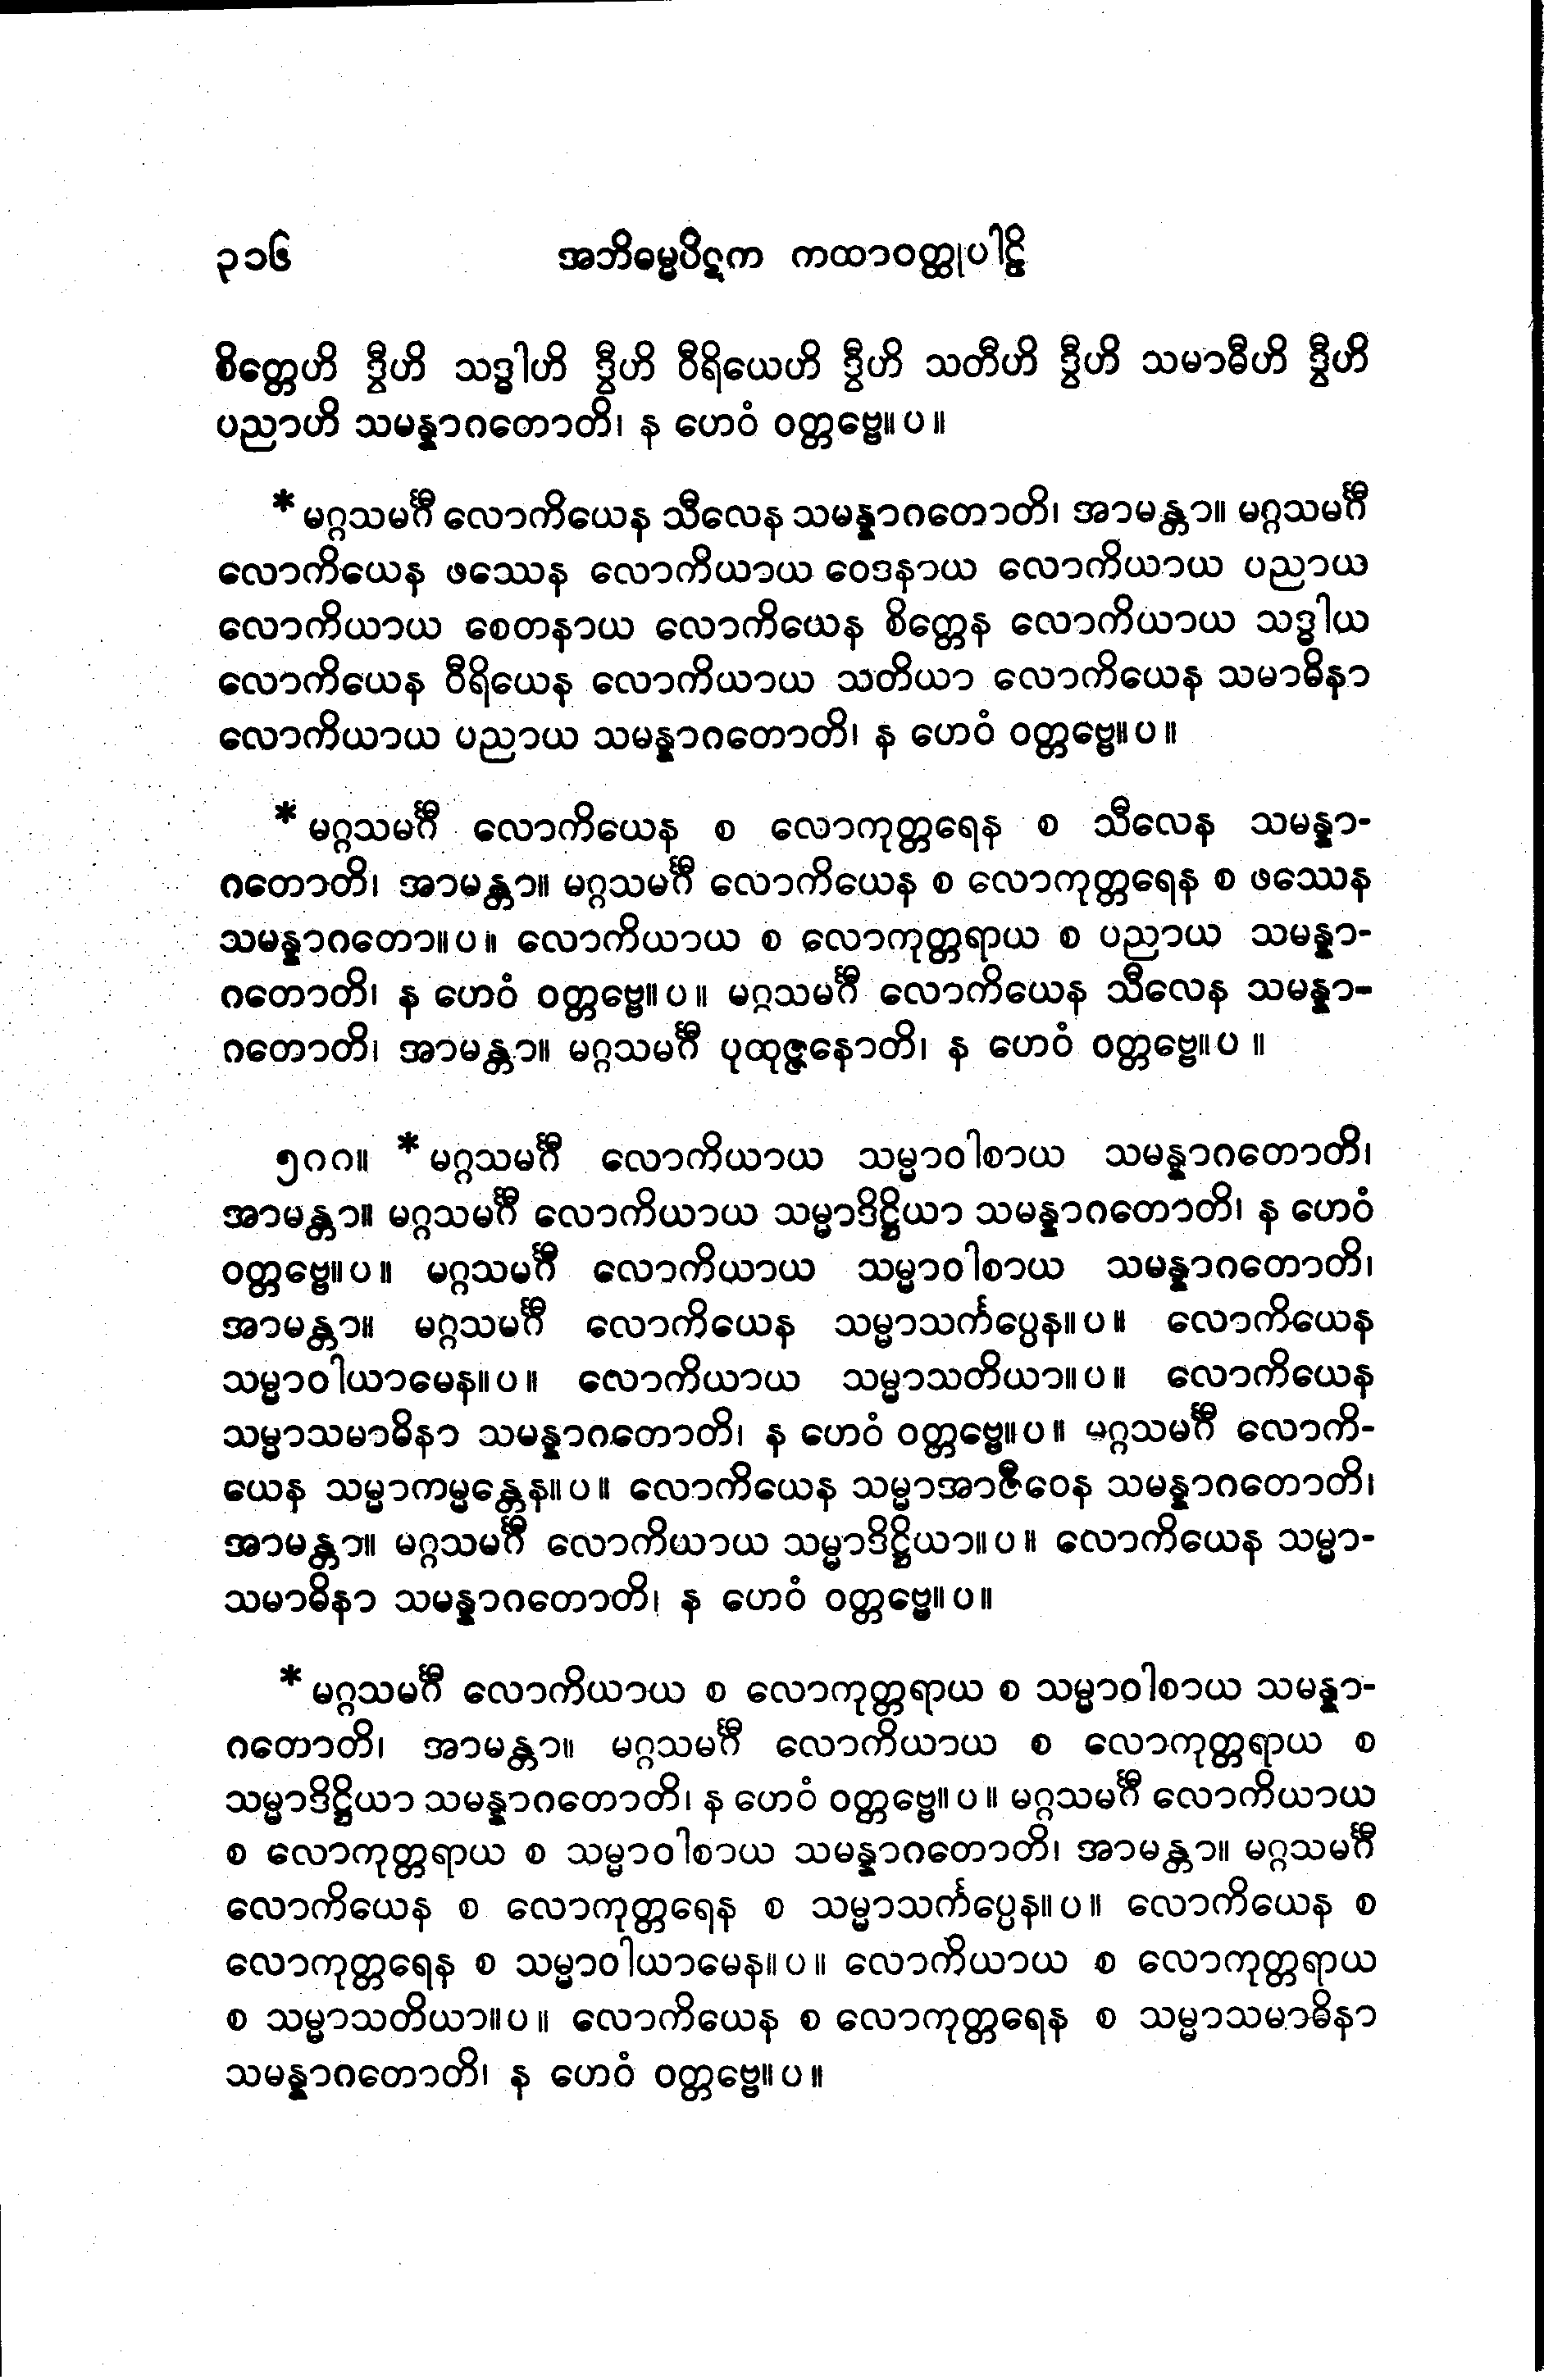 ၃၁၆ အဘိဓမ္မပိဋက ကထာဝတ္ထုပါဠိ
စိတ္တေဟိ ဒွီဟိ သဒ္ဓါဟိ ဒွီဟိ ဝီရိယေဟိ ဒွီဟိ သတီဟိ ဒွီဟိ သမာဓီဟိ ဒွီဟိ
ပညာဟိ သမန္နာဂတောတိ၊ န ဟေဝံ ဝတ္တဗ္ဗေ။ ပ ။
* မဂ္ဂသမင်္ဂီ လောကိယေန သီလေန သမန္နာဂတောတိ၊ အာမန္တာ။ မဂ္ဂသမင်္ဂီ
လောကိယေန ဖဿေန လောကိယာယ ဝေဒနာယ လောကိယာယ ပညာယ
လောကိယာယ စေတနာယ လောကိယေန စိတ္တေန လောကိယာယ သဒ္ဓါယ
လောကိယေန ဝီရိယေန လောကိယာယ သတိယာ လောကိယေန သမာဓိနာ
လောကိယာယ ပညာယ သမန္နာဂတောတိ၊ န ဟေဝံ ဝတ္တဗ္ဗေ။ ပ ။
* မဂ္ဂသမင်္ဂီ လောကိယေန စ လောကုတ္တရေန စ သီလေန သမန္နာ-
ဂတောတိ၊ အာမန္တာ။ မဂ္ဂသမင်္ဂီ လောကိယေန စ လောကုတ္တရေန စ ဖဿေန
သမန္နာဂတော။ ပ ။ လောကိယာယ စ လောကုတ္တရာယ စ ပညာယ သမန္နာ-
ဂတောတိ၊ န ဟေဝံ ဝတ္တဗ္ဗေ။ ပ ။ မဂ္ဂသမင်္ဂီ လောကိယေန သီလေန သမန္နာ-
ဂတောတိ၊ အာမန္တာ။ မဂ္ဂသမင်္ဂီ ပုထုဇ္ဇနောတိ၊ န ဟေဝံ ဝတ္တဗ္ဗေ။ ပ ။
၅ဂဂ။ * မဂ္ဂသမင်္ဂီ လောကိယာယ သမ္မာဝါစာယ သမန္နာဂတောတိ၊
အာမန္တာ။ မဂ္ဂသမင်္ဂီ လောကိယာယ သမ္မာဒိဋ္ဌိယာ သမန္နာဂတောတိ၊ န ဟေဝံ
ဝတ္တဗ္ဗေ။ ပ ။ မဂ္ဂသမင်္ဂီ လောကိယာယ သမ္မာဝါစာယ သမန္နာဂတောတိ၊
အာမန္တာ။ မဂ္ဂသမင်္ဂီ လောကိယေန သမ္မာသင်္ကပ္ပေန။ ပ ။ လောကိယေန
သမ္မာဝါယာမေန။ ပ ။ လောကိယာယ သမ္မာသတိယာ။ ပ ။ လောကိယေန
သမ္မာသမာဓိနာ သမန္နာဂတောတိ၊ န ဟေဝံ ဝတ္တဗ္ဗေ။ ပ ။ မဂ္ဂသမင်္ဂီ လောကိ-
ယေန သမ္မာကမ္မန္တေန။ ပ ။ လောကိယေန သမ္မာအာဇီဝေန သမန္နာဂတောတိ၊
အာမန္တာ။ မဂ္ဂသမင်္ဂီ လောကိယာယ သမ္မာဒိဋ္ဌိယာ။ ပ ။ လောကိယေန သမ္မာ-
သမာဓိနာ သမန္နာဂတောတိ၊ န ဟေဝံ ဝတ္တဗ္ဗေ။ ပ ။
* မဂ္ဂသမင်္ဂီ လောကိယာယ စ လောကုတ္တရာယ စ သမ္မာဝါစာယ သမန္နာ-
ဂတောတိ၊ အာမန္တာ။ မဂ္ဂသမင်္ဂီ လောကိယာယ စ လောကုတ္တရာယ စ
သမ္မာဒိဋ္ဌိယာ သမန္နာဂတောတိ၊ န ဟေဝံ ဝတ္တဗ္ဗေ။ ပ ။ မဂ္ဂသမင်္ဂီ လောကိယာယ
စ လောကုတ္တရာယ စ သမ္မာဝါစာယ သမန္နာဂတောတိ၊ အာမန္တာ။ မဂ္ဂသမင်္ဂီ
လောကိယေန စ လောကုတ္တရေန စ သမ္မာသင်္ကပ္ပေန။ ပ ။ လောကိယေန စ
လောကုတ္တရေန စ သမ္မာဝါယာမေန။ ပ ။ လောကိယာယ စ လောကုတ္တရာယ
စ သမ္မာသတိယာ။ ပ ။ လောကိယေန စ လောကုတ္တရေန စ သမ္မာသမာဓိနာ
သမန္နာဂတောတိ၊ န ဟေဝံ ဝတ္တဗ္ဗေ။ ပ ။